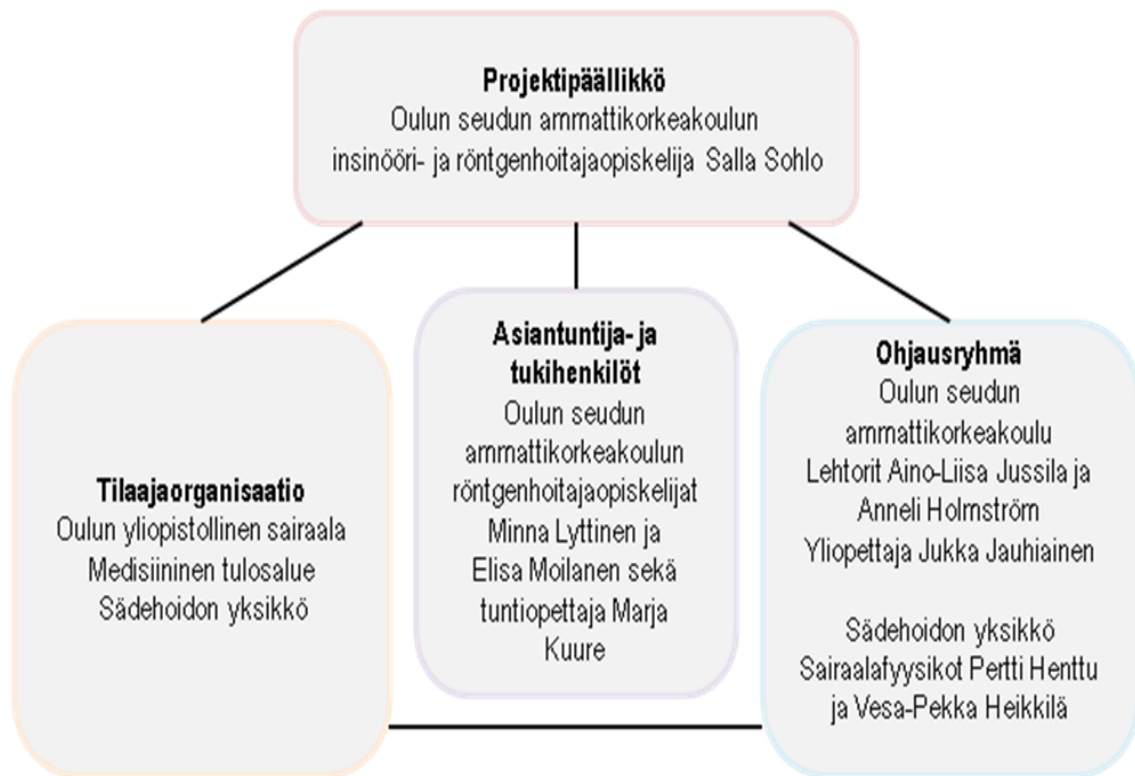 Projektipäällikkö
Oulun seudun ammattikorkeakoulun
insinööri- ja röntgenhoitajaopiskelija Salla Sohlo
Tilaajaorganisaatio
Oulun yliopistollinen sairaala
Medisiininen tulosalue
Sädehoidon yksikkö
Asiantuntija- ja
tukihenkilöt
Oulun seudun
ammattikorkeakoulun
röntgenhoitajaopiskelijat
Minna Lyttinen ja
Elisa Moilanen sekä
tuntiopettaja Marja
Kuure
Ohjausryhmä
Oulun seudun
ammattikorkeakoulu
Lehtorit Aino-Liisa Jussila ja
Anneli Holmström
Yliopettaja Jukka Jauhiainen
Sädehoidon yksikkö
Sairaalafyysikot Pertti Henttu
ja Vesa-Pekka Heikkilä